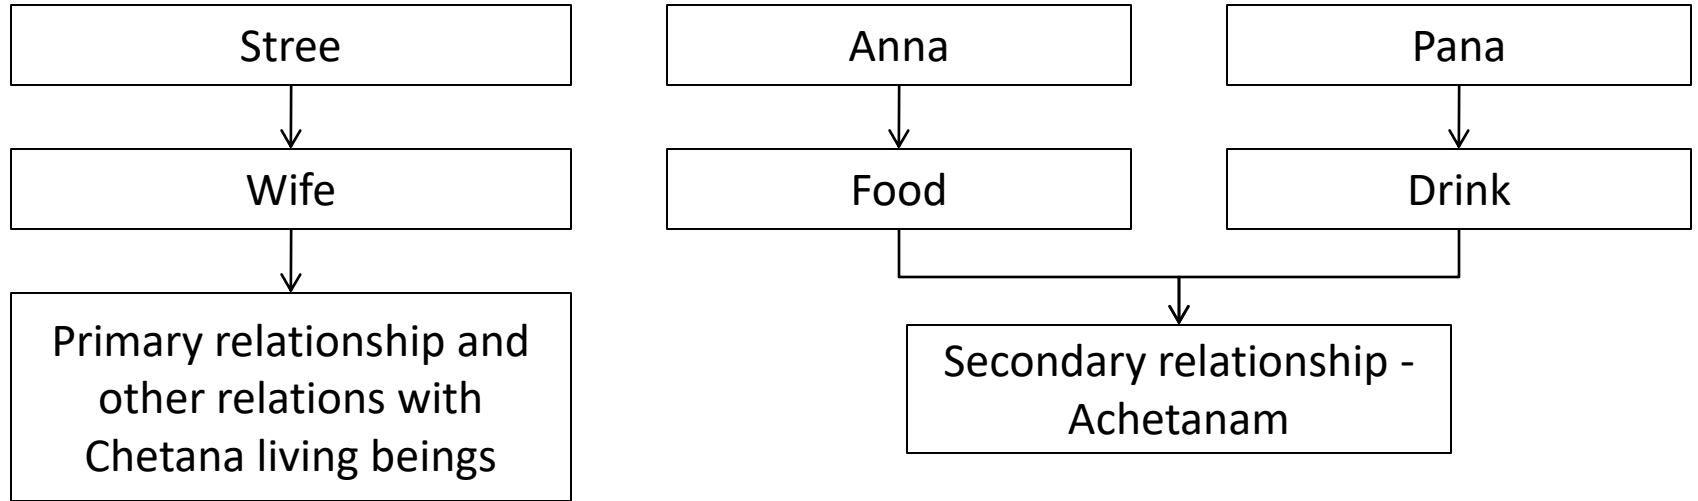 Stree
Anna
Pana
Wife
Food
Drink
Primary relationship and
other relations with
Chetana living beings
Secondary relationship -
Achetanam